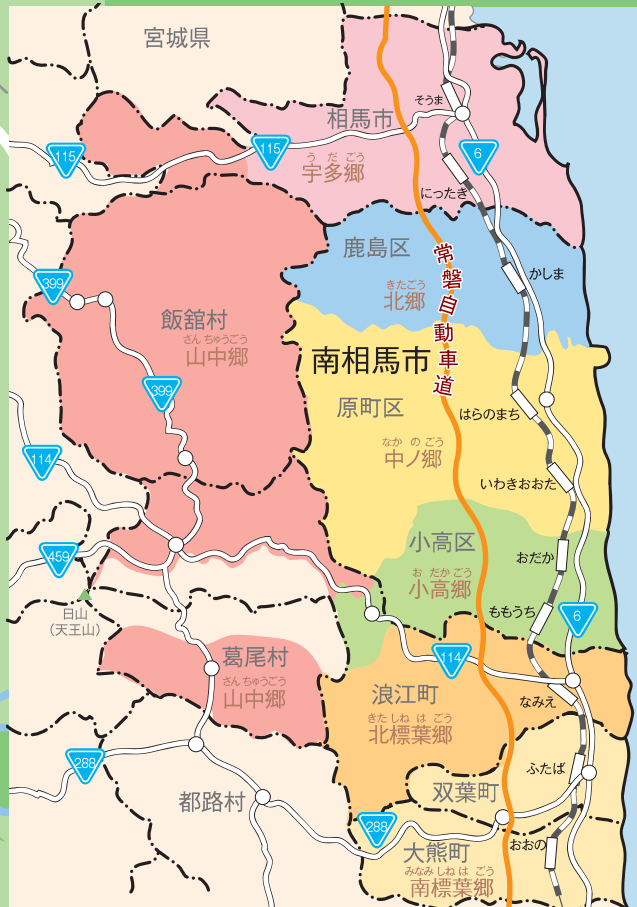 宮城県
そうま
相馬市
115
115
6
うだごう
宇多郷
にったき
鹿島区
399
かしま
きたごう
北郷
常磐自動車道
飯舘村
さんちゅうごう
山中郷
南相馬市
399
原町区
はらのまち
なかのごう
中ノ郷
114
いわきおおた
小高区
459
おだか
おだかごう
小高郷
日山
(天王山)
ももうち
6
葛尾村
114
さんちゅうごう
山中郷
浪江町
なみえ
きたしねはごう
北標葉郷
288
ふたば
都路村
双葉町
288
おおの
大熊町
みなみしねはごう
南標葉郷